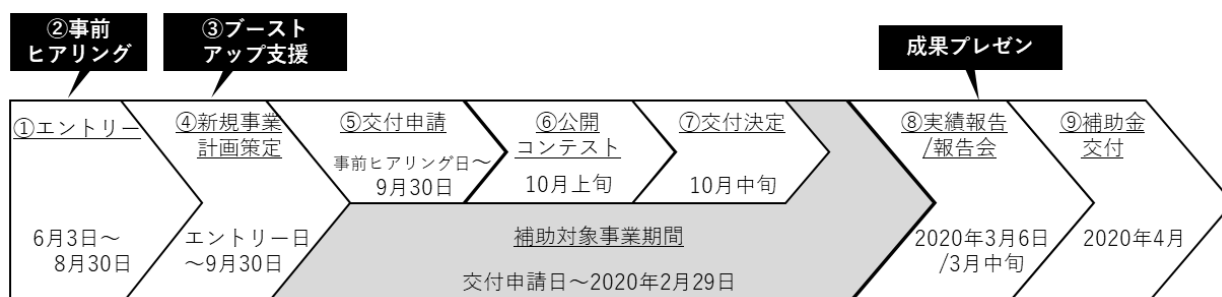 ②事前
ヒアリング
③ブースト
アップ支援
成果プレゼン
①エントリー
6月3日～
8月30日
④新規事業
計画策定
エントリー日
～9月30日
⑤交付申請
事前ヒアリング日～
9月30日
⑥公開
コンテスト
10月上旬
⑦交付決定
10月中旬
補助対象事業期間
交付申請日～2020年2月29日
⑧実績報告
/報告会
2020年3月6日
/3月中旬
⑨補助金
交付
2020年4月